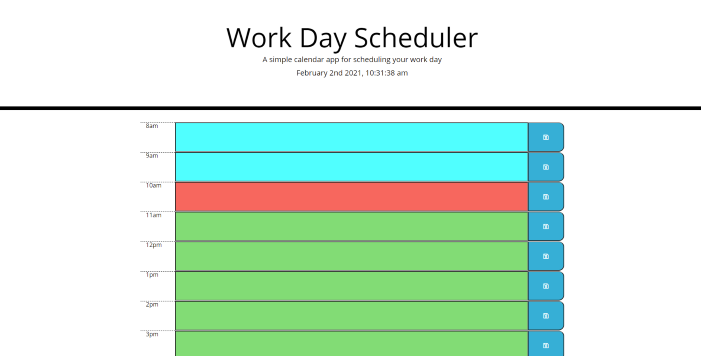 Work Day Scheduler
A simple calendar app for scheduling your work day
February 2nd 2021, 10:31:38 am
8am
9am
10am
11am
12pm
1pm
2pm
3pm